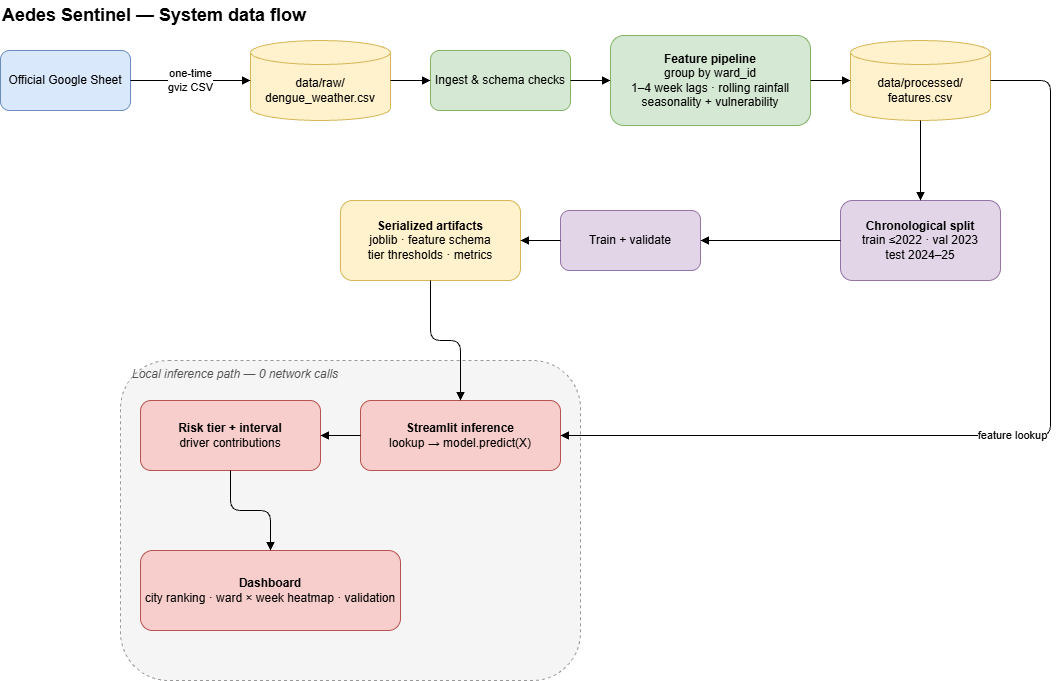 Aedes Sentinel — System data flow
Official Google Sheet
one-time
gviz CSV
data/raw/
dengue_weather.csv
Ingest & schema checks
Feature pipeline
group by ward_id
1–4 week lags · rolling rainfall
seasonality + vulnerability
data/processed/
features.csv
Serialized artifacts
joblib · feature schema
tier thresholds · metrics
Train + validate
Chronological split
train ≤2022 · val 2023
test 2024–25
Local inference path — 0 network calls
Risk tier + interval
driver contributions
Streamlit inference
lookup → model.predict(X)
feature lookup
Dashboard
city ranking · ward × week heatmap · validation